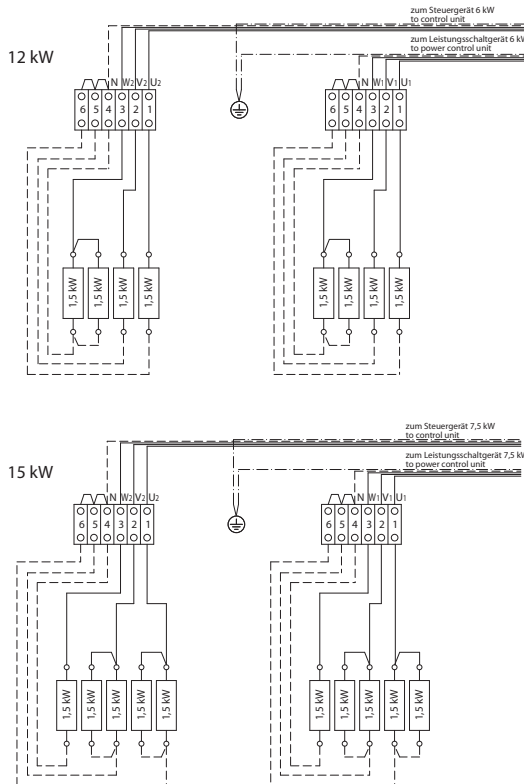 zum Steuergerät 6 kW
to control unit
zum Leistungsschaltgerät 6 kW
to power control unit
12 kW
N W2 V2 U2
6 5 4 3 2 1
N W1 V1 U1
6 5 4 3 2 1
1,5 kW 1,5 kW 1,5 kW 1,5 kW
1,5 kW 1,5 kW 1,5 kW 1,5 kW
zum Steuergerät 7,5 kW
to control unit
zum Leistungsschaltgerät 7,5 kW
to power control unit
15 kW
N W2 V2 U2
6 5 4 3 2 1
N W1 V1 U1
6 5 4 3 2 1
1,5 kW 1,5 kW 1,5 kW 1,5 kW 1,5 kW
1,5 kW 1,5 kW 1,5 kW 1,5 kW 1,5 kW